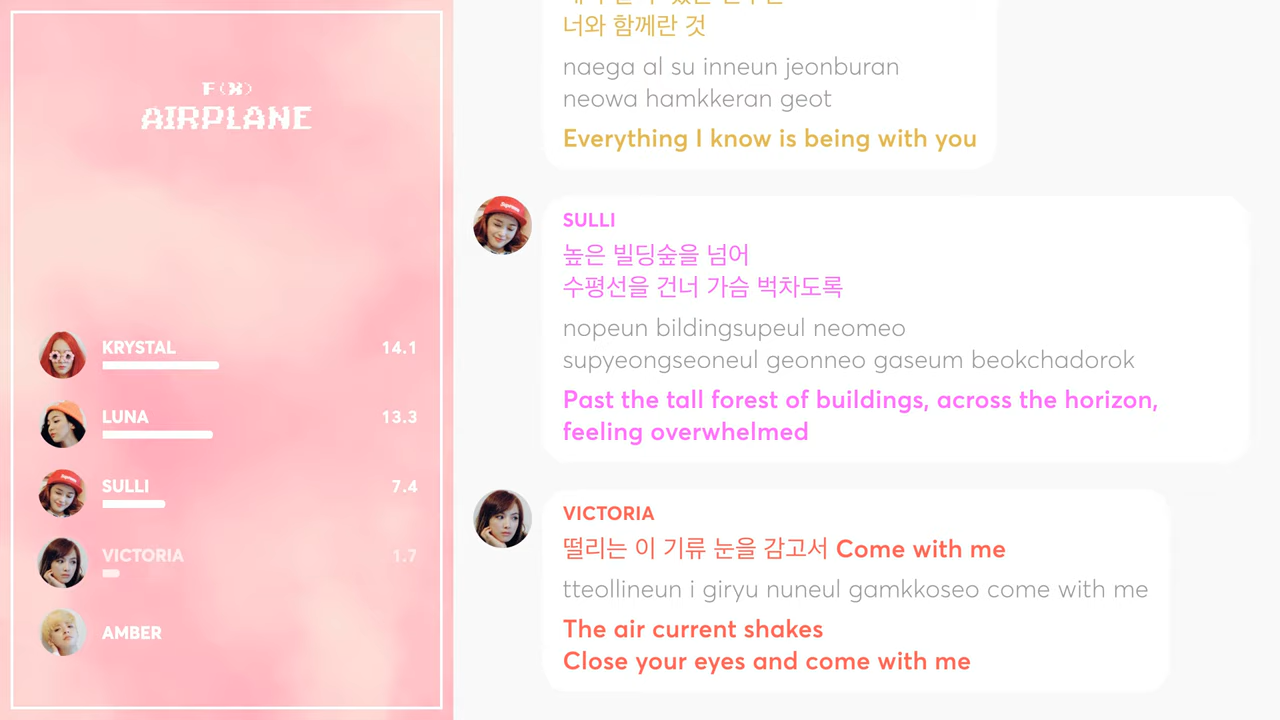 F(X)
AIRPLANE
KRYSTAL 14.1
LUNA 13.3
SULLI 7.4
VICTORIA 1.7
AMBER
너와 함께란 것
naega al su inneun jeonburan
neowa hamkkeran geot
Everything I know is being with you
SULLI
높은 빌딩숲을 넘어
수평선을 건너 가슴 벅차도록
nopeun bildingsupeul neomeo
supyeongseoneul geonneo gaseum beokchadorok
Past the tall forest of buildings, across the horizon,
feeling overwhelmed
VICTORIA
떨리는 이 기류 눈을 감고서 Come with me
tteollineun i giryu nuneul gamkkoseo come with me
The air current shakes
Close your eyes and come with me